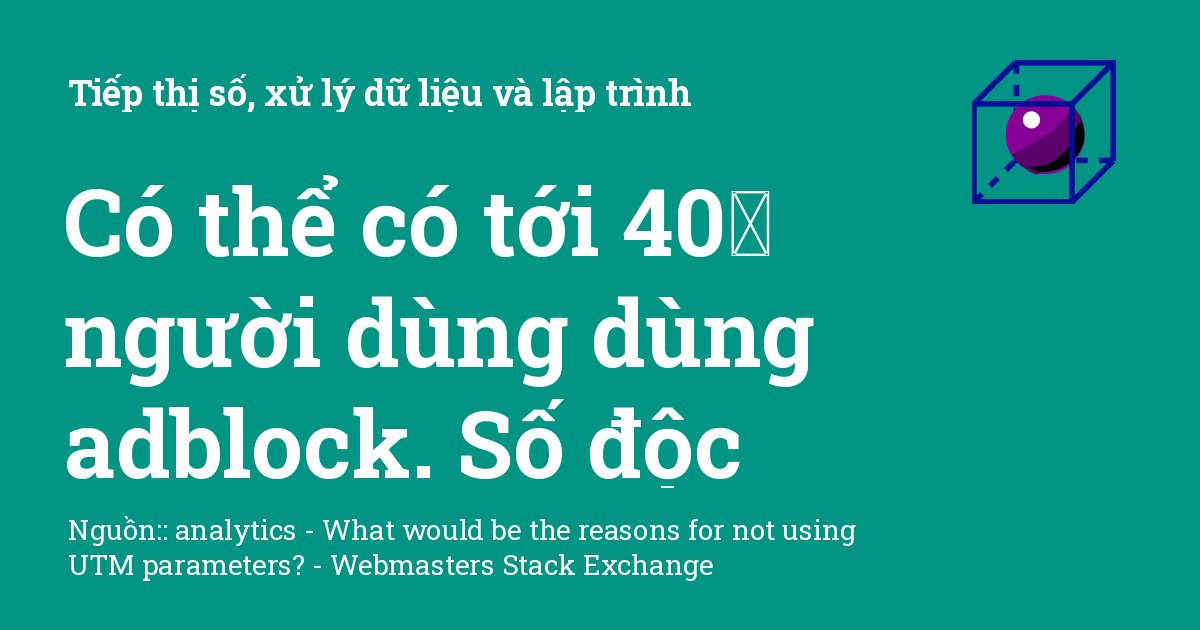 Tiếp thị số, xử lý dữ liệu và lập trình
Có thể có tới 40
người dùng dùng
adblock. Số độc
Nguồn:: analytics - What would be the reasons for not using
UTM parameters? - Webmasters Stack Exchange